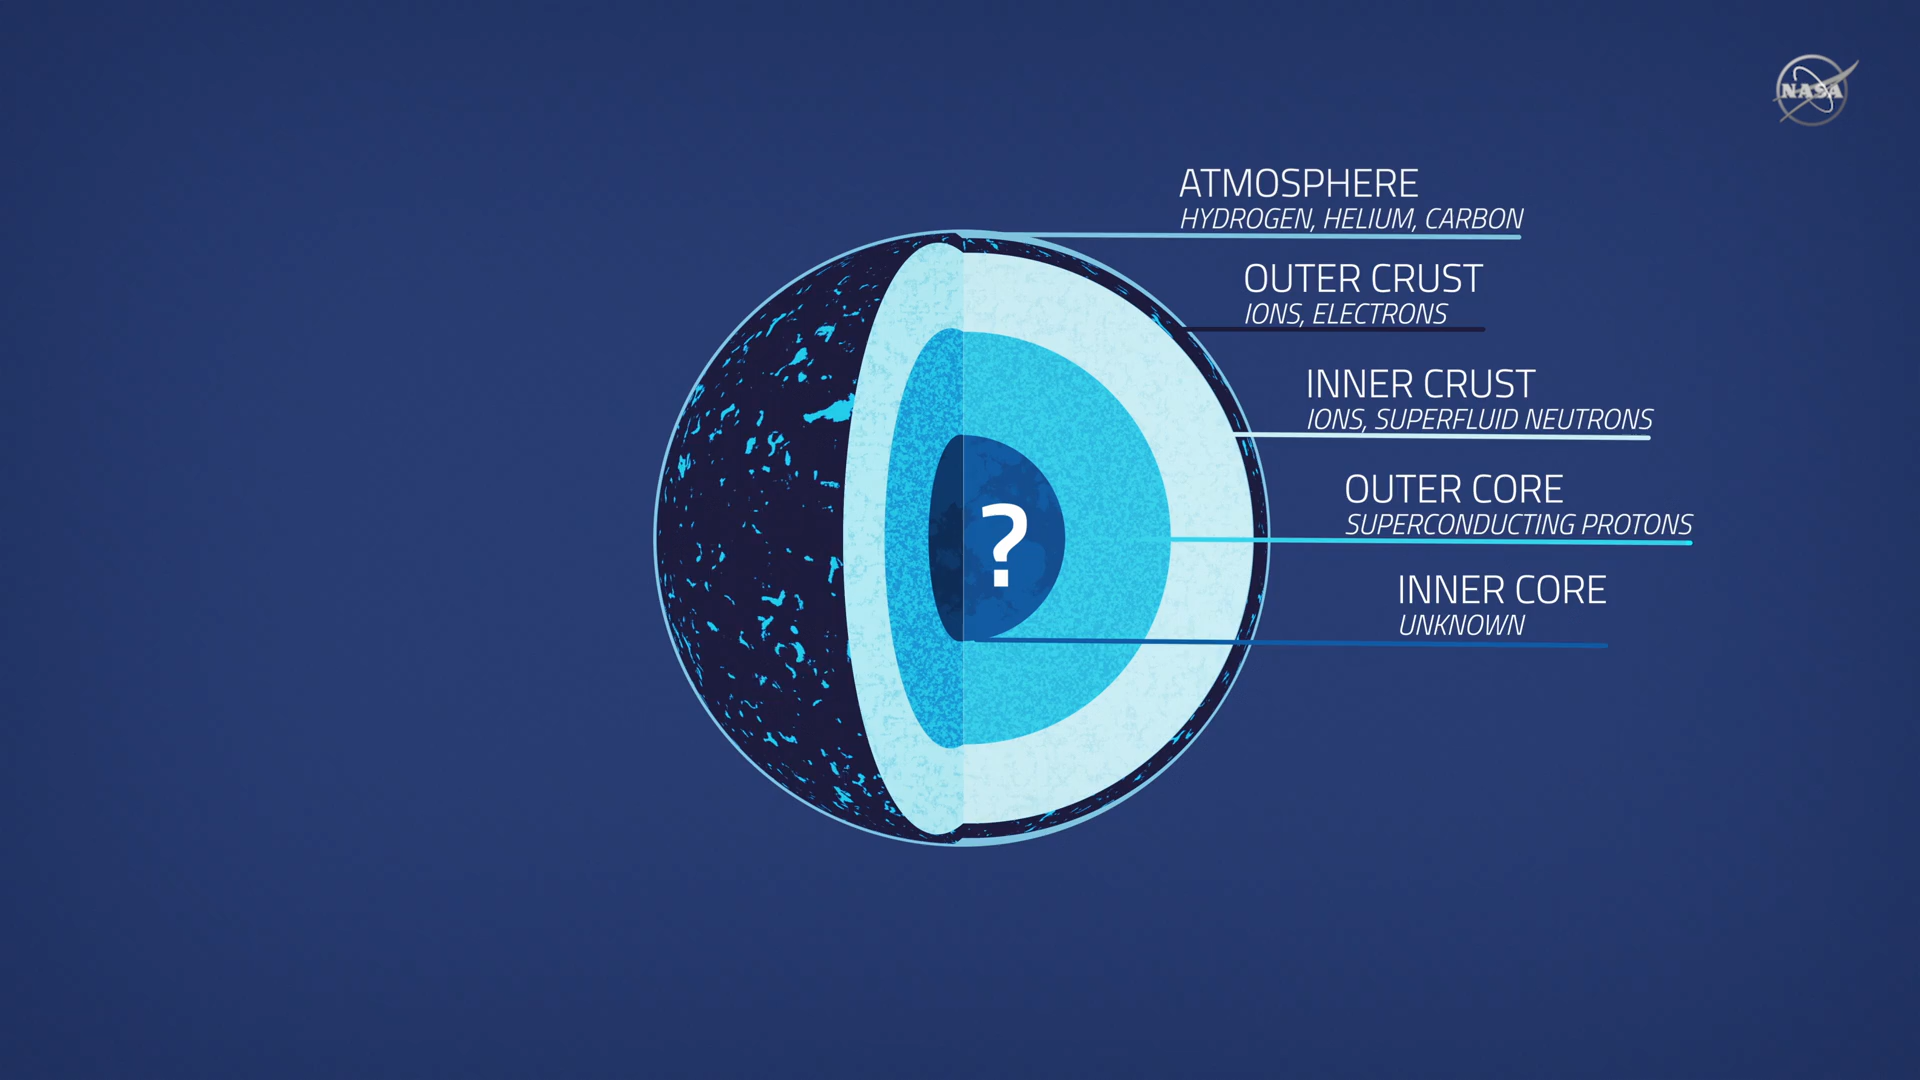 NASA
ATMOSPHERE
HYDROGEN, HELIUM, CARBON
OUTER CRUST
IONS, ELECTRONS
INNER CRUST
IONS, SUPERFLUID NEUTRONS
OUTER CORE
SUPERCONDUCTING PROTONS
?
INNER CORE
UNKNOWN